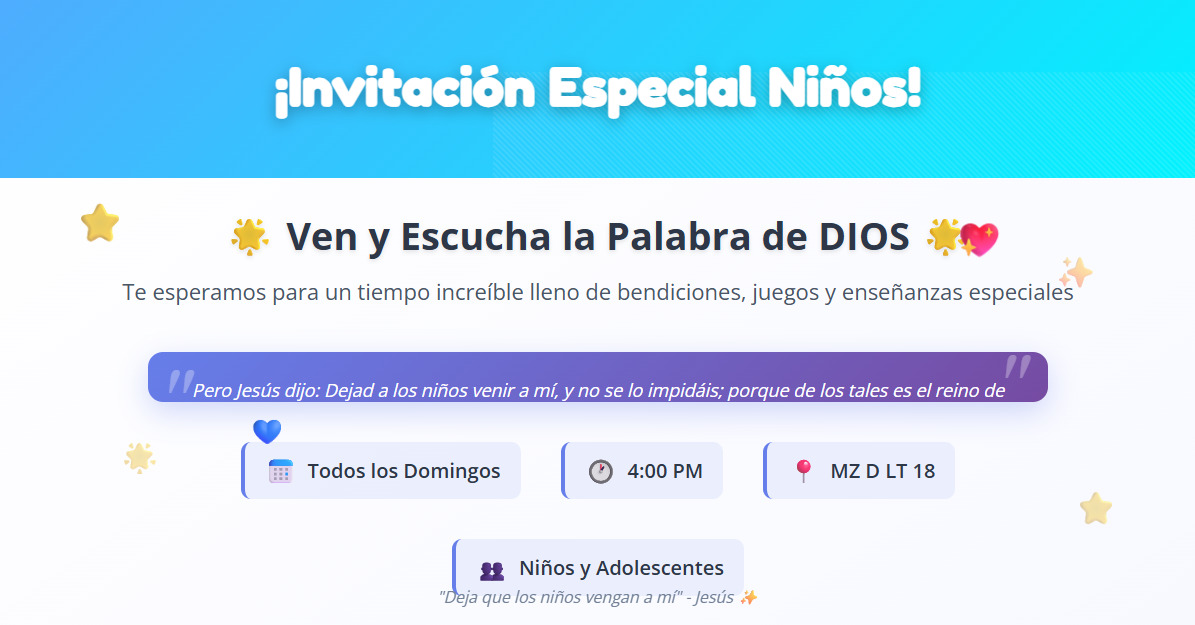 ¡Invitación Especial Niños!
Ven y Escucha la Palabra de DIOS
Te esperamos para un tiempo increíble lleno de bendiciones, juegos y enseñanzas especiales
"Pero Jesús dijo: Dejad a los niños venir a mí, y no se lo impidáis; porque de los tales es el reino de"
Todos los Domingos
4:00 PM
MZ D LT 18
Niños y Adolescentes
"Deja que los niños vengan a mí" - Jesús